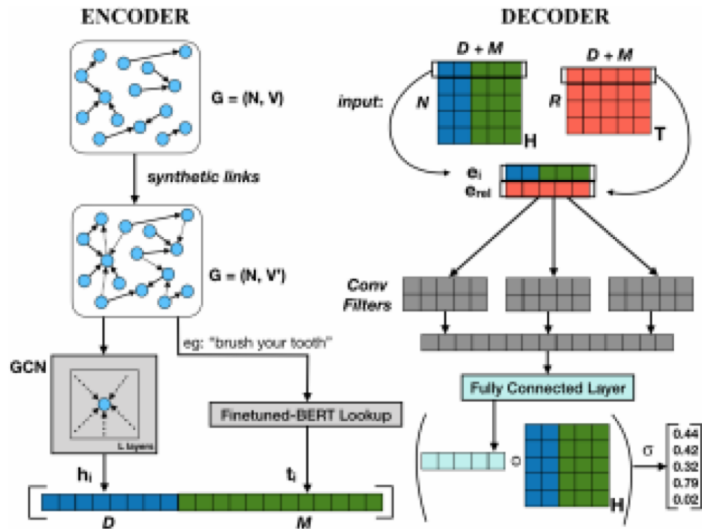 ENCODER
G = (N, V)
synthetic links
G = (N, V')
eg: "brush your tooth"
GCN
L layers
Finetuned-BERT Lookup
hi
ti
D
M
DECODER
D + M
D + M
input:
N
R
H
T
ei
erel
Conv
Filters
Fully Connected Layer
σ
H
σ
0.44
0.42
0.32
0.79
0.02